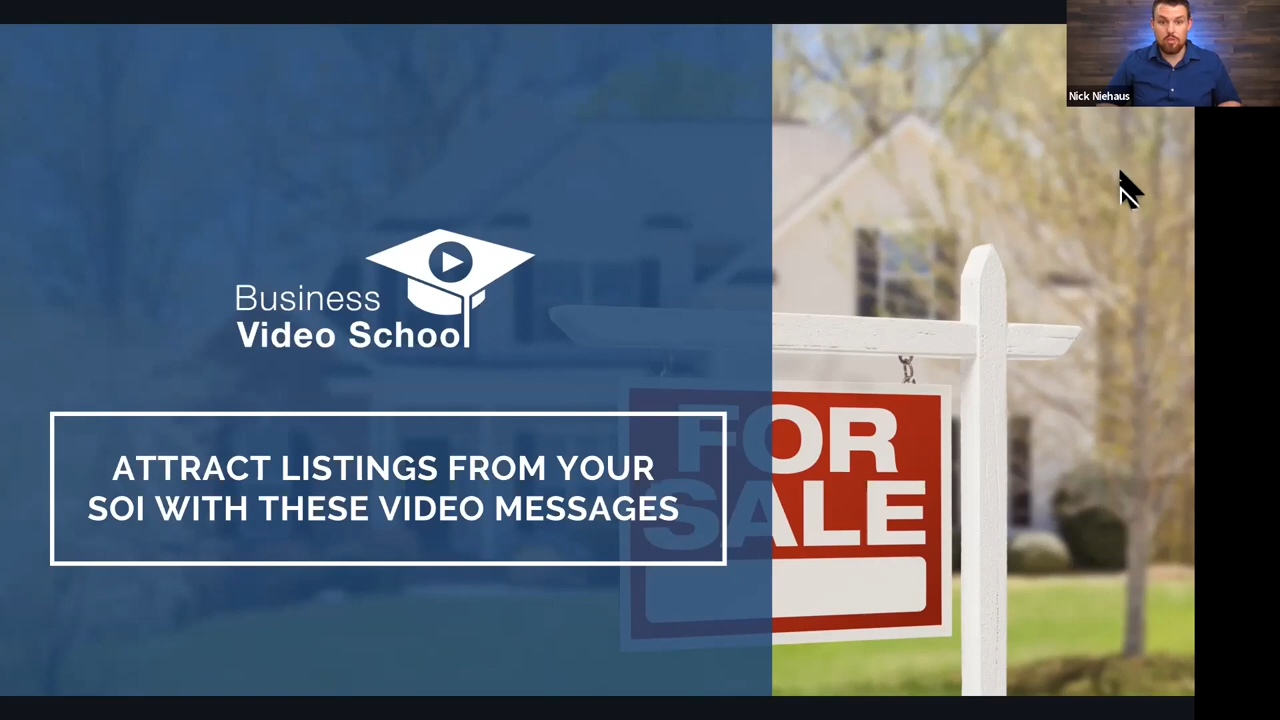 Nick Niehaus
Business
Video School
ATTRACT LISTINGS FROM YOUR
SOI WITH THESE VIDEO MESSAGES
FOR
SALE